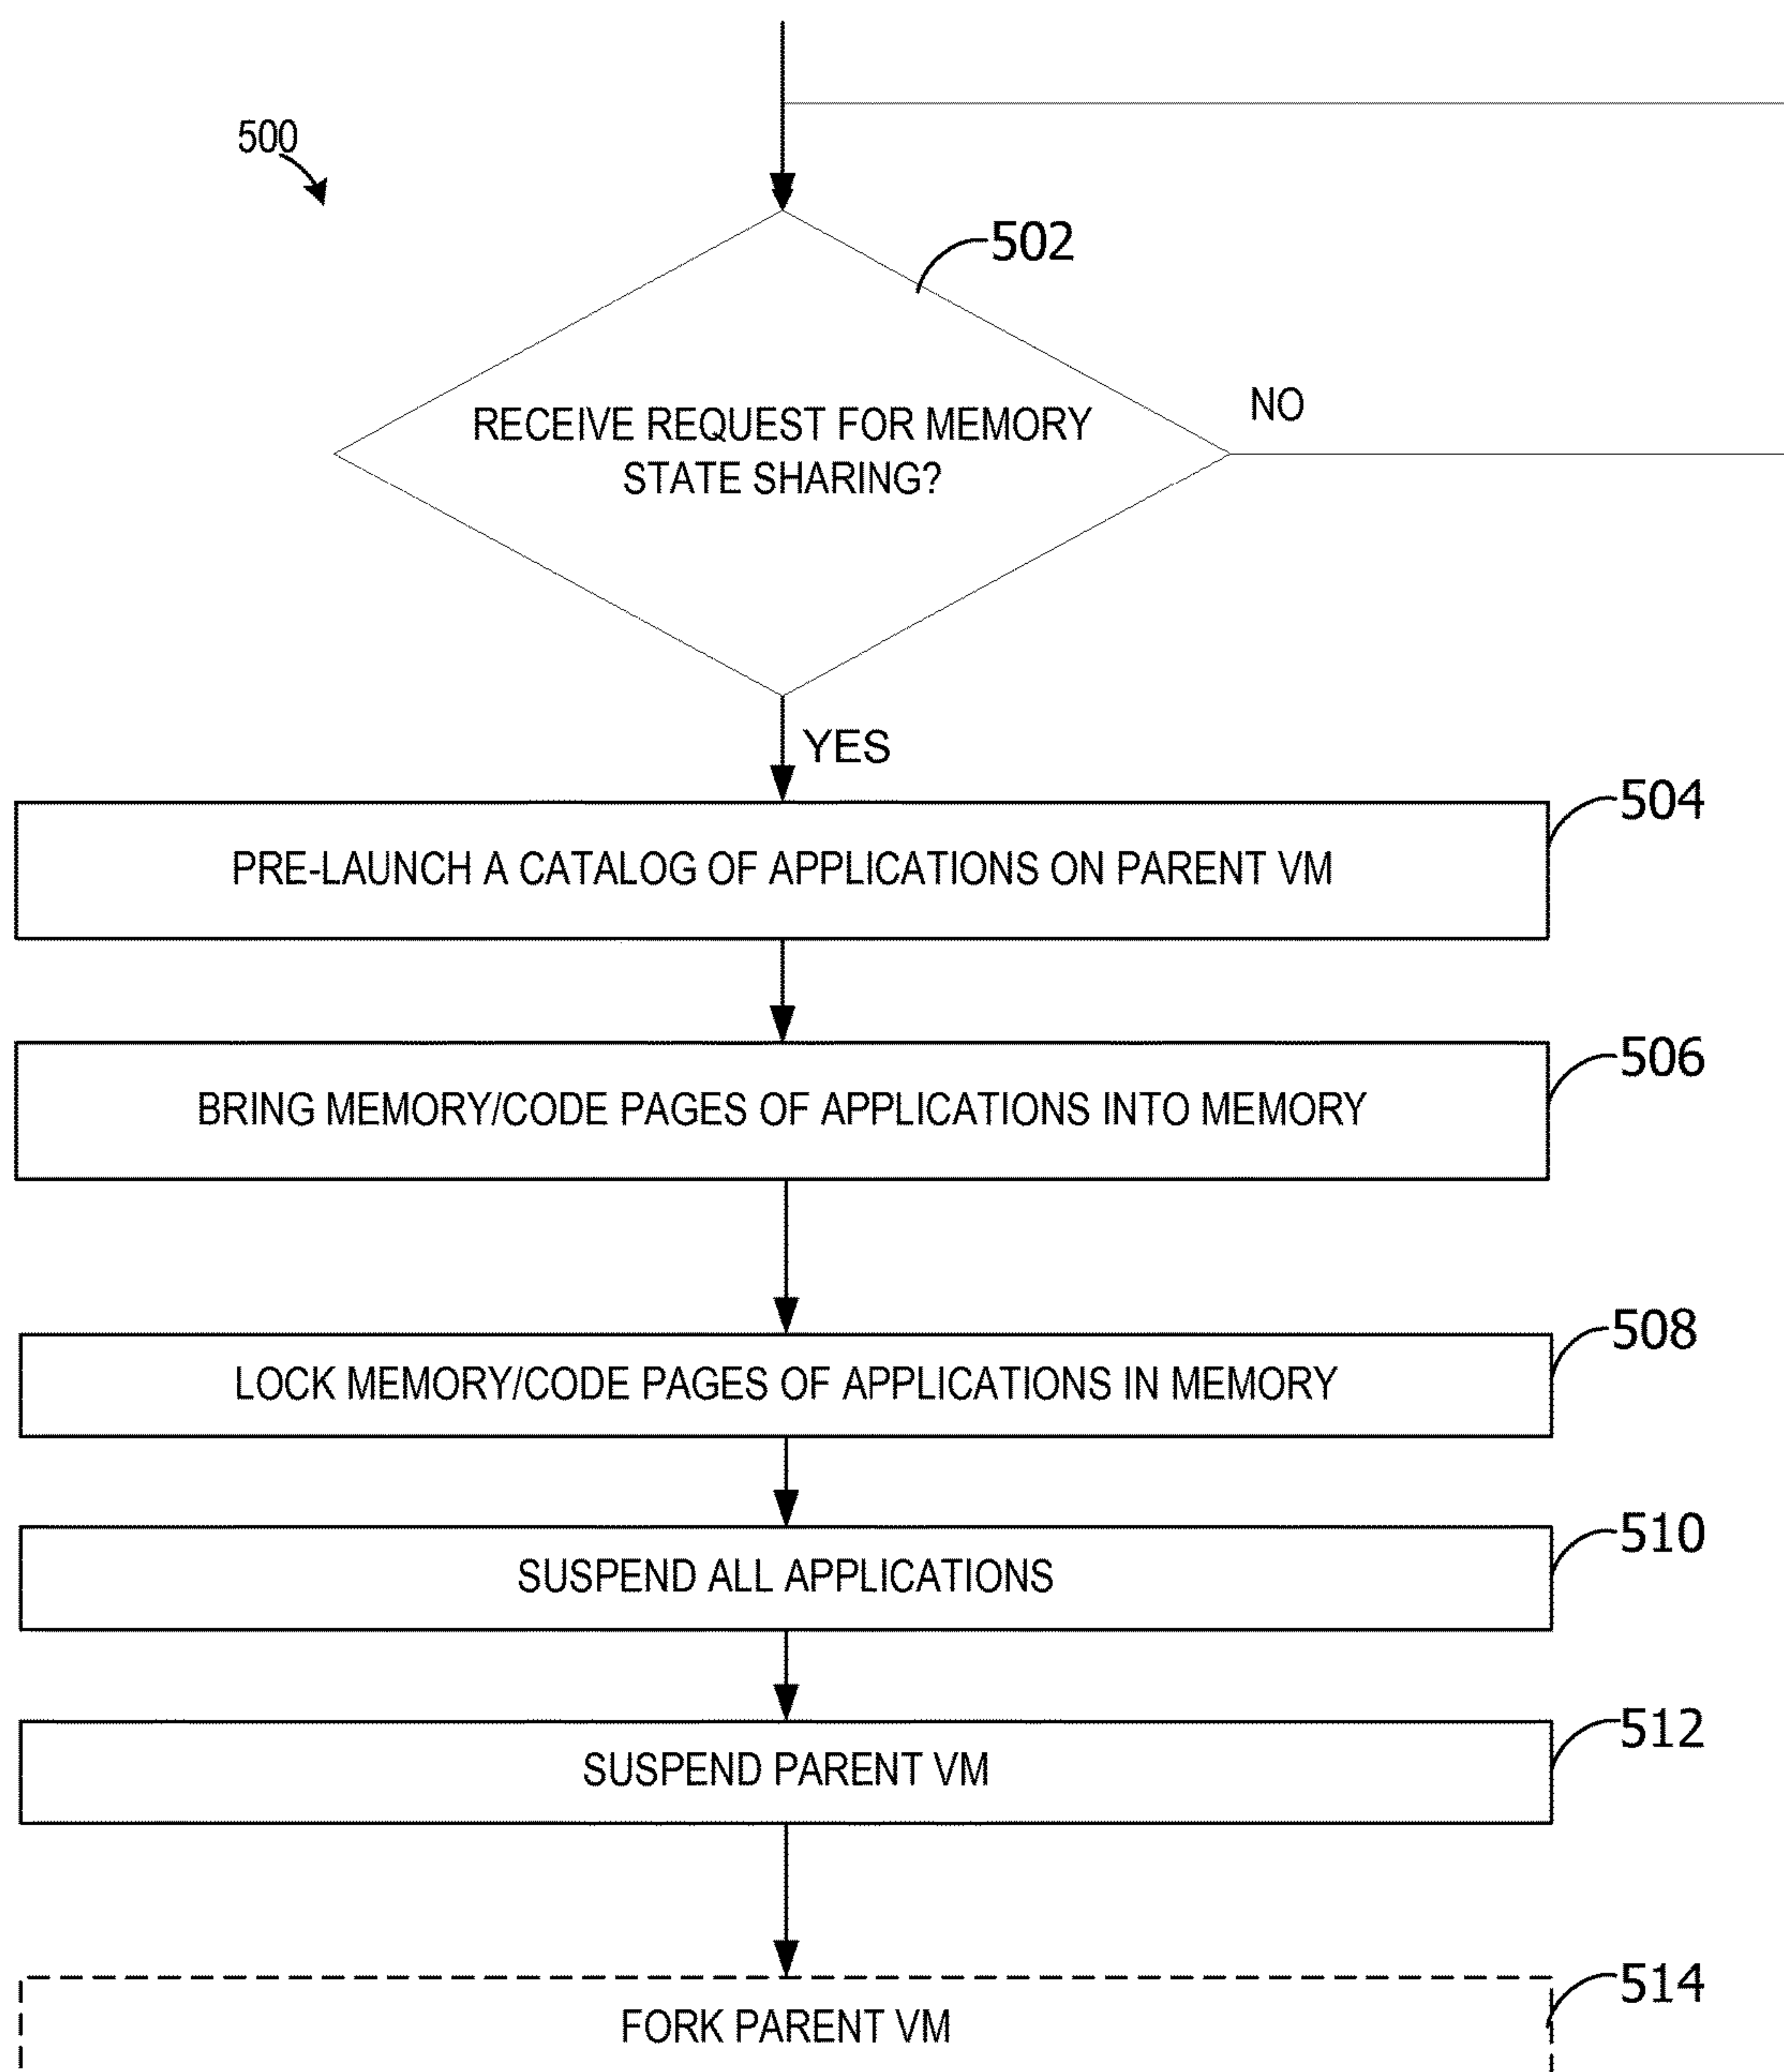 500
502
RECEIVE REQUEST FOR MEMORY
STATE SHARING?
NO
YES
504
PRE-LAUNCH A CATALOG OF APPLICATIONS ON PARENT VM
506
BRING MEMORY/CODE PAGES OF APPLICATIONS INTO MEMORY
508
LOCK MEMORY/CODE PAGES OF APPLICATIONS IN MEMORY
510
SUSPEND ALL APPLICATIONS
512
SUSPEND PARENT VM
514
FORK PARENT VM